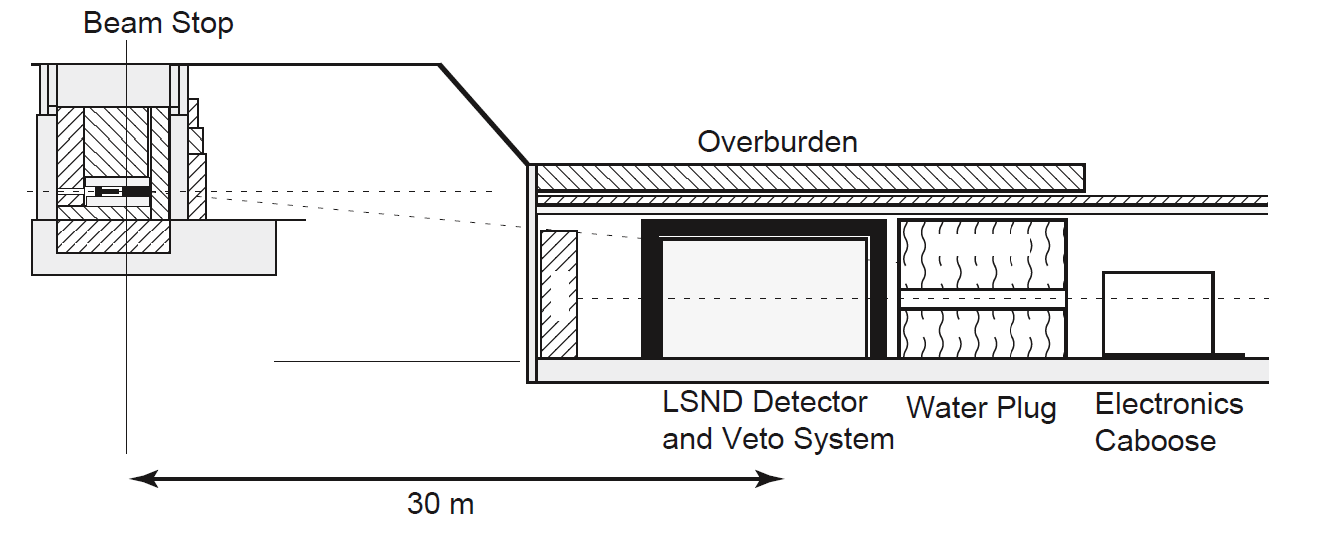 Beam Stop
Overburden
LSND Detector
and Veto System
Water Plug
Electronics
Caboose
30 m